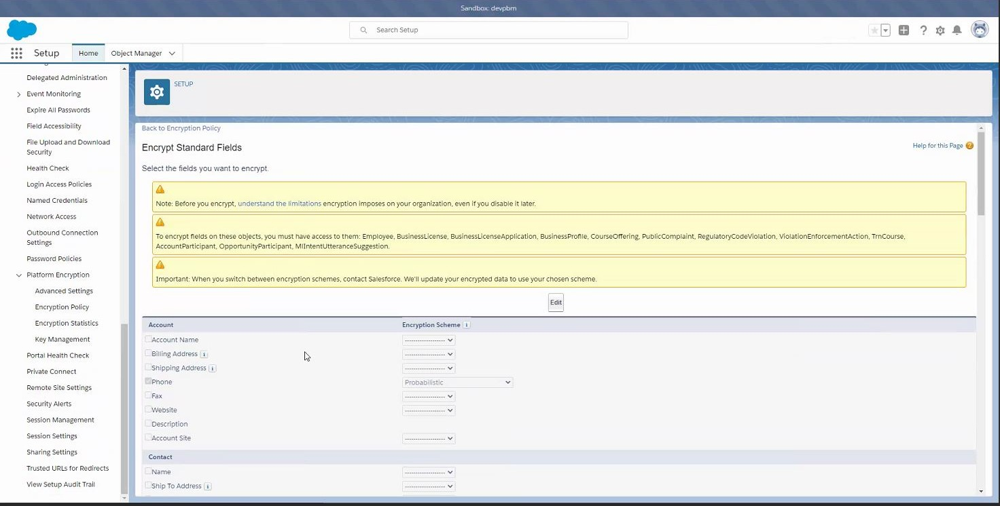 Sandbox: devpbm
Search Setup
Setup
Home
Object Manager
Delegated Administration
Event Monitoring
Expire All Passwords
Field Accessibility
File Upload and Download
Security
Health Check
Login Access Policies
Named Credentials
Network Access
Outbound Connection
Settings
Password Policies
Platform Encryption
Advanced Settings
Encryption Policy
Encryption Statistics
Key Management
Portal Health Check
Private Connect
Remote Site Settings
Security Alerts
Session Management
Session Settings
Sharing Settings
Trusted URLs for Redirects
View Setup Audit Trail
SETUP
Back to Encryption Policy
Encrypt Standard Fields
Help for this Page
Select the fields you want to encrypt.
Note: Before you encrypt, understand the limitations encryption imposes on your organization, even if you disable it later.
To encrypt fields on these objects, you must have access to them: Employee, BusinessLicense, BusinessLicenseApplication, BusinessProfile, CourseOffering, PublicComplaint, RegulatoryCodeViolation, ViolationEnforcementAction, TrnCourse,
AccountParticipant, OpportunityParticipant, MlIntentUtteranceSuggestion.
Important: When you switch between encryption schemes, contact Salesforce. We'll update your encrypted data to use your chosen scheme.
Edit
Account Encryption Scheme i
Account Name -------------------
Billing Address i -------------------
Shipping Address i -------------------
Phone Probabilistic
Fax -------------------
Website -------------------
Description
Account Site -------------------
Contact
Name -------------------
Ship To Address i -------------------